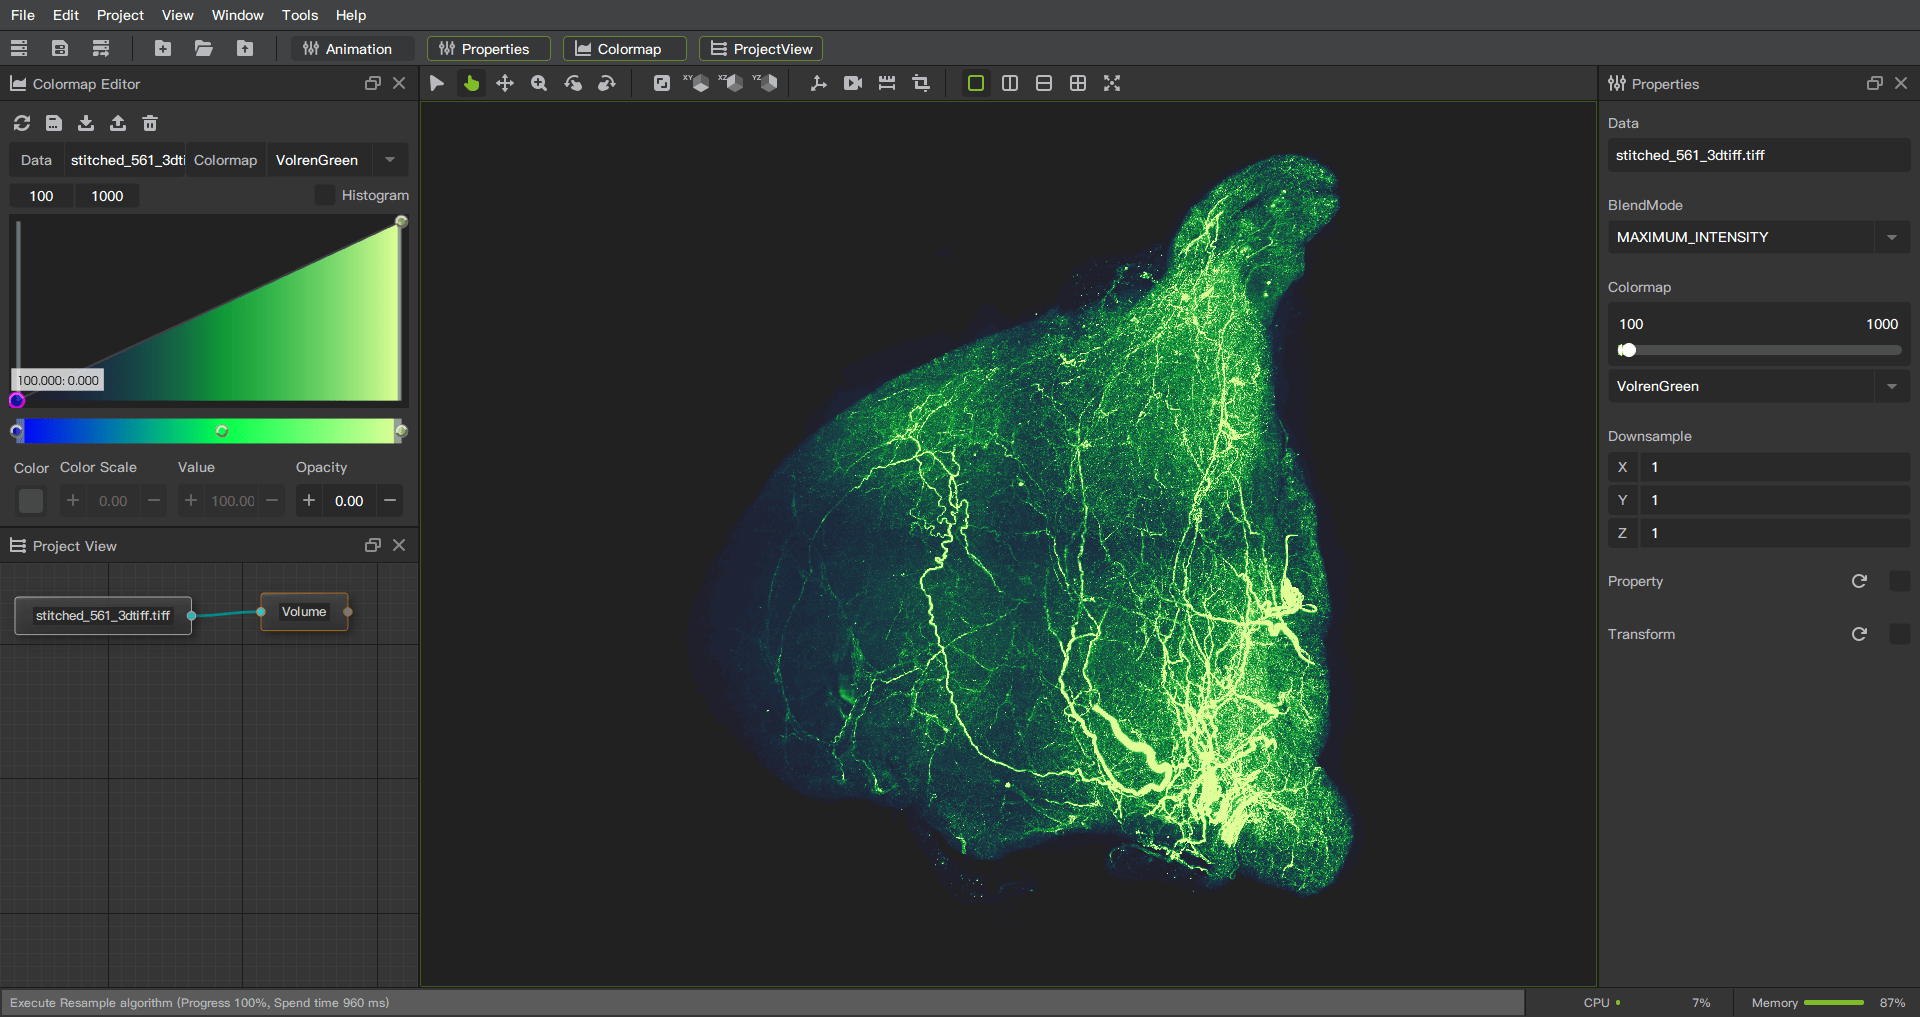 File Edit Project View Window Tools Help
Animation Properties Colormap ProjectView
Colormap Editor
Data stitched_561_3dti Colormap VolrenGreen
100 1000 Histogram
100.000: 0.000
Color Color Scale Value Opacity
+ 0.00 − + 100.00 − + 0.00 −
Project View
stitched_561_3dtiff.tiff Volume
XY XZ YZ
Properties
Data
stitched_561_3dtiff.tiff
BlendMode
MAXIMUM_INTENSITY
Colormap
100 1000
VolrenGreen
Downsample
X 1
Y 1
Z 1
Property
Transform
Execute Resample algorithm (Progress 100%, Spend time 960 ms)
CPU 7% Memory 87%